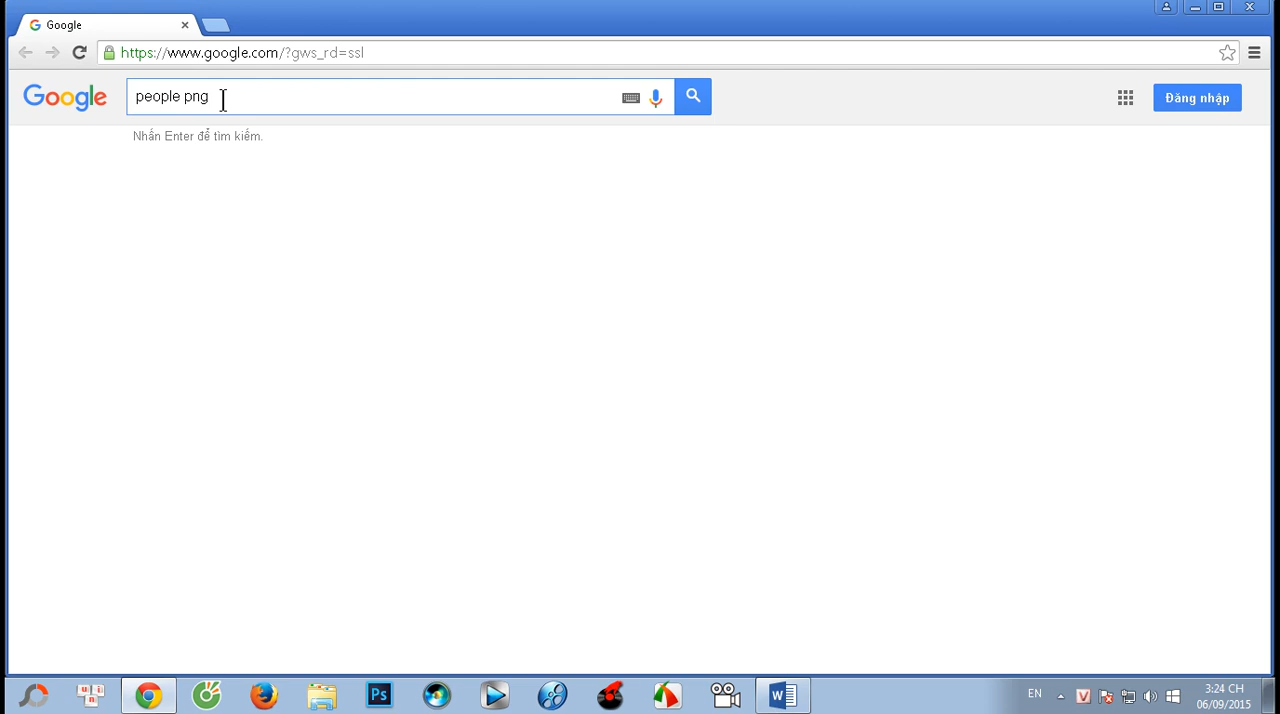 Google
https://www.google.com/?gws_rd=ssl
Google
people png
Đăng nhập
Nhấn Enter để tìm kiếm.
u i
n
Ps
W
EN
V
3:24 CH
06/09/2015